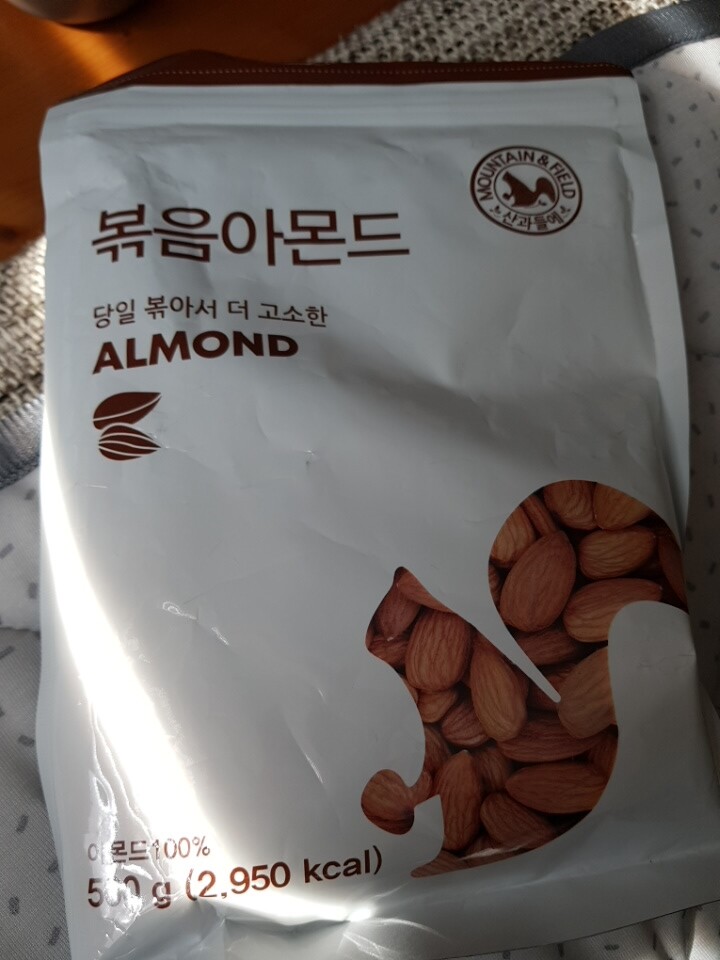 MOUNTAIN & FIELD
산과들에
볶음아몬드
당일 볶아서 더 고소한
ALMOND
아몬드100%
500 g (2,950 kcal)